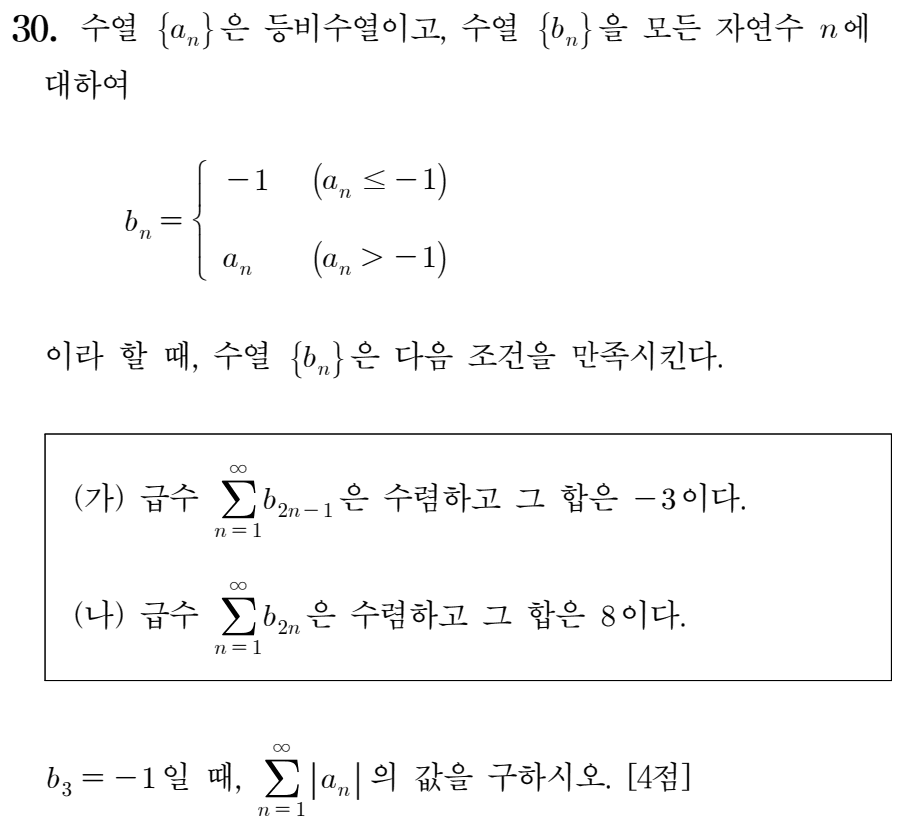 30. 수열 {aₙ}은 등비수열이고, 수열 {bₙ}을 모든 자연수 n에
대하여
bₙ = { −1 (aₙ ≤ −1)
aₙ (aₙ > −1)
이라 할 때, 수열 {bₙ}은 다음 조건을 만족시킨다.
(가) 급수 ∑_{n=1}^{∞} b_{2n−1}은 수렴하고 그 합은 −3이다.
(나) 급수 ∑_{n=1}^{∞} b_{2n}은 수렴하고 그 합은 8이다.
b₃ = −1일 때, ∑_{n=1}^{∞} |aₙ|의 값을 구하시오. [4점]